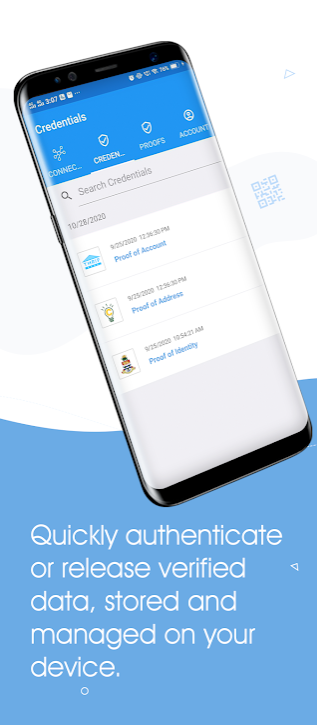 3:07
76%
Credentials
CONNEC...
CREDEN...
PROOFS
ACCOUNT
Search Credentials
10/28/2020
9/25/2020 12:36:30 PM
Proof of Account
9/25/2020 12:36:30 PM
Proof of Address
9/25/2020 10:54:21 AM
Proof of Identity
Quickly authenticate
or release verified
data, stored and
managed on your
device.